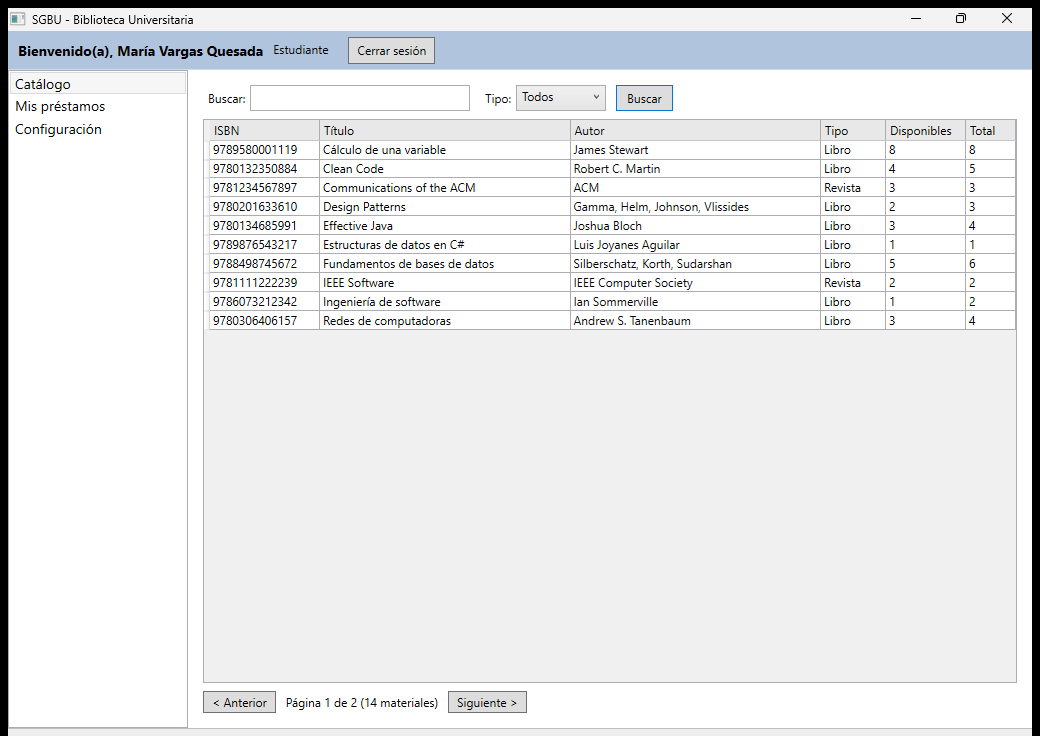 SGBU - Biblioteca Universitaria
Bienvenido(a), María Vargas Quesada Estudiante Cerrar sesión
Catálogo
Mis préstamos
Configuración
Buscar: Tipo: Todos Buscar
ISBN Título Autor Tipo Disponibles Total
9789580001119 Cálculo de una variable James Stewart Libro 8 8
9780132350884 Clean Code Robert C. Martin Libro 4 5
9781234567897 Communications of the ACM ACM Revista 3 3
9780201633610 Design Patterns Gamma, Helm, Johnson, Vlissides Libro 2 3
9780134685991 Effective Java Joshua Bloch Libro 3 4
9789876543217 Estructuras de datos en C# Luis Joyanes Aguilar Libro 1 1
9788498745672 Fundamentos de bases de datos Silberschatz, Korth, Sudarshan Libro 5 6
9781111222239 IEEE Software IEEE Computer Society Revista 2 2
9786073212342 Ingeniería de software Ian Sommerville Libro 1 2
9780306406157 Redes de computadoras Andrew S. Tanenbaum Libro 3 4
< Anterior Página 1 de 2 (14 materiales) Siguiente >